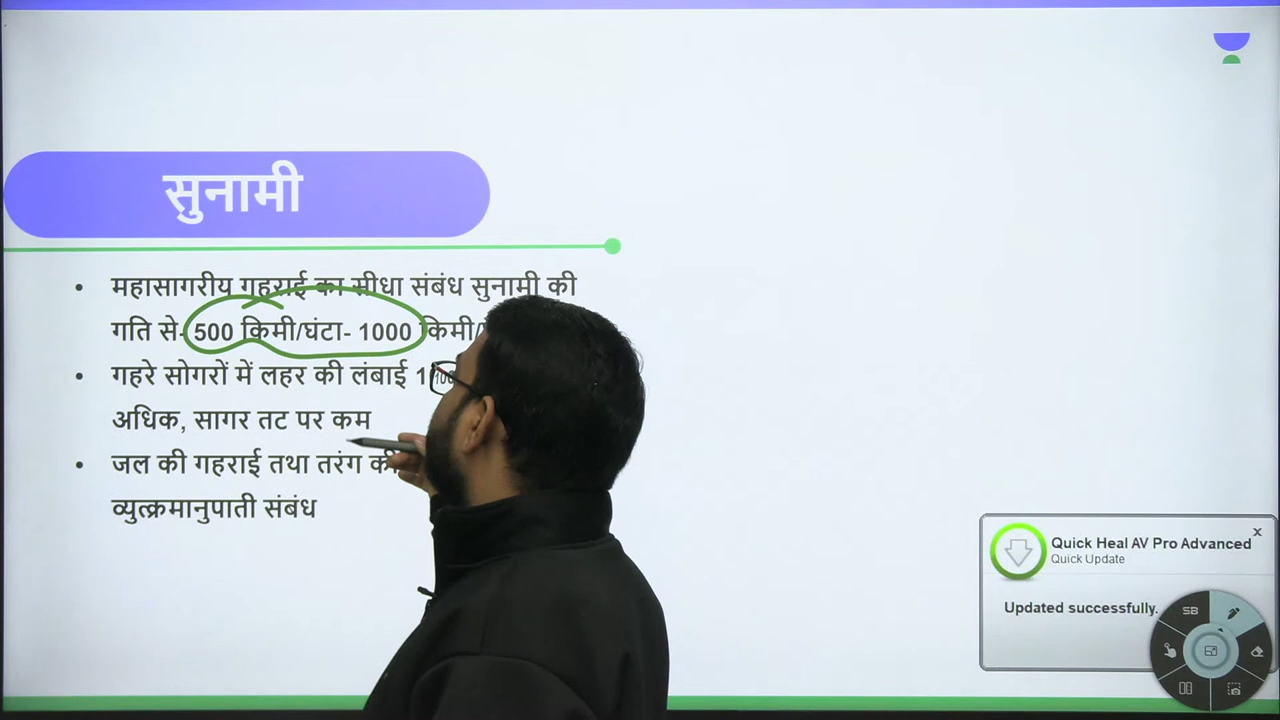 सुनामी
• महासागरीय गहराई का सीधा संबंध सुनामी की
गति से- 500 किमी/घंटा- 1000 किमी/
• गहरे सोगरों में लहर की लंबाई
अधिक, सागर तट पर कम
• जल की गहराई तथा तरंग
व्युत्क्रमानुपाती संबंध
Quick Heal AV Pro Advanced
x
Quick Update
Updated successfully.
SB